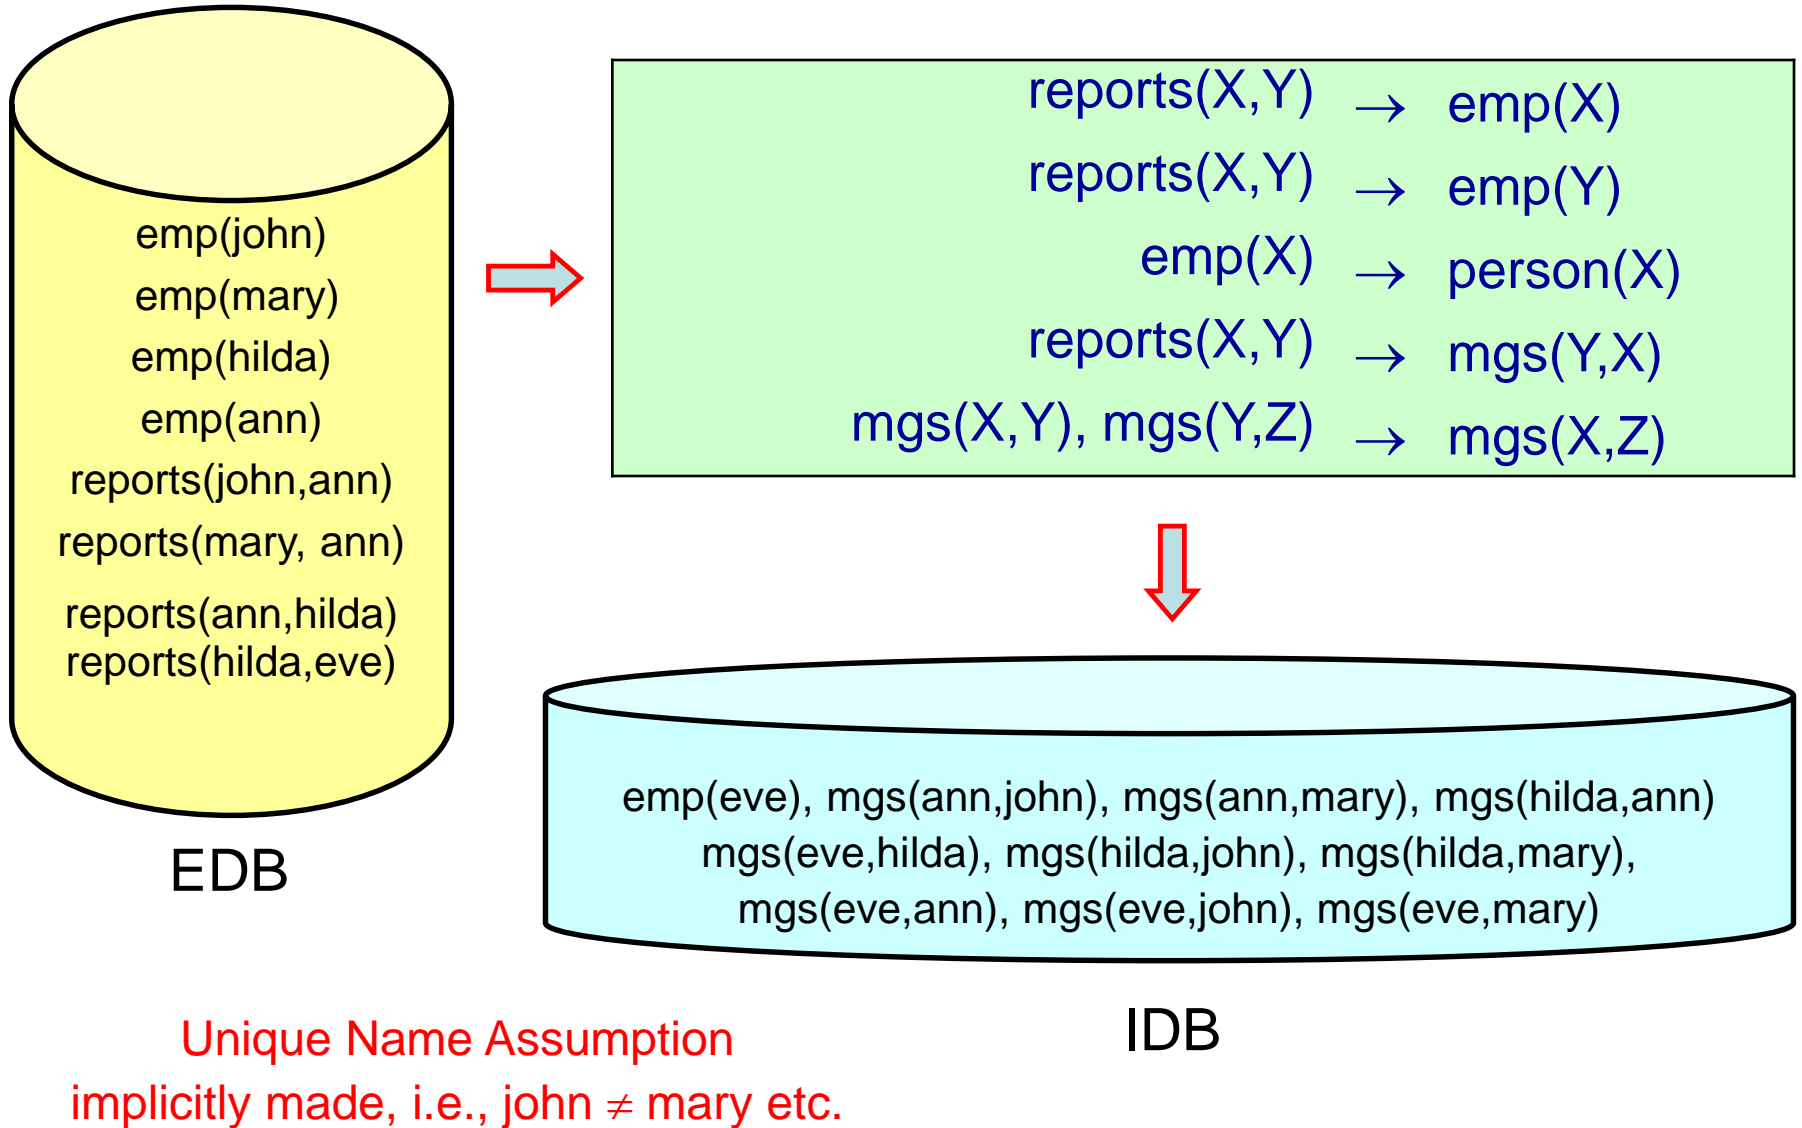 emp(john)
emp(mary)
emp(hilda)
emp(ann)
reports(john,ann)
reports(mary, ann)
reports(ann,hilda)
reports(hilda,eve)
EDB
reports(X,Y) → emp(X)
reports(X,Y) → emp(Y)
emp(X) → person(X)
reports(X,Y) → mgs(Y,X)
mgs(X,Y), mgs(Y,Z) → mgs(X,Z)
emp(eve), mgs(ann,john), mgs(ann,mary), mgs(hilda,ann)
mgs(eve,hilda), mgs(hilda,john), mgs(hilda,mary),
mgs(eve,ann), mgs(eve,john), mgs(eve,mary)
IDB
Unique Name Assumption
implicitly made, i.e., john ≠ mary etc.